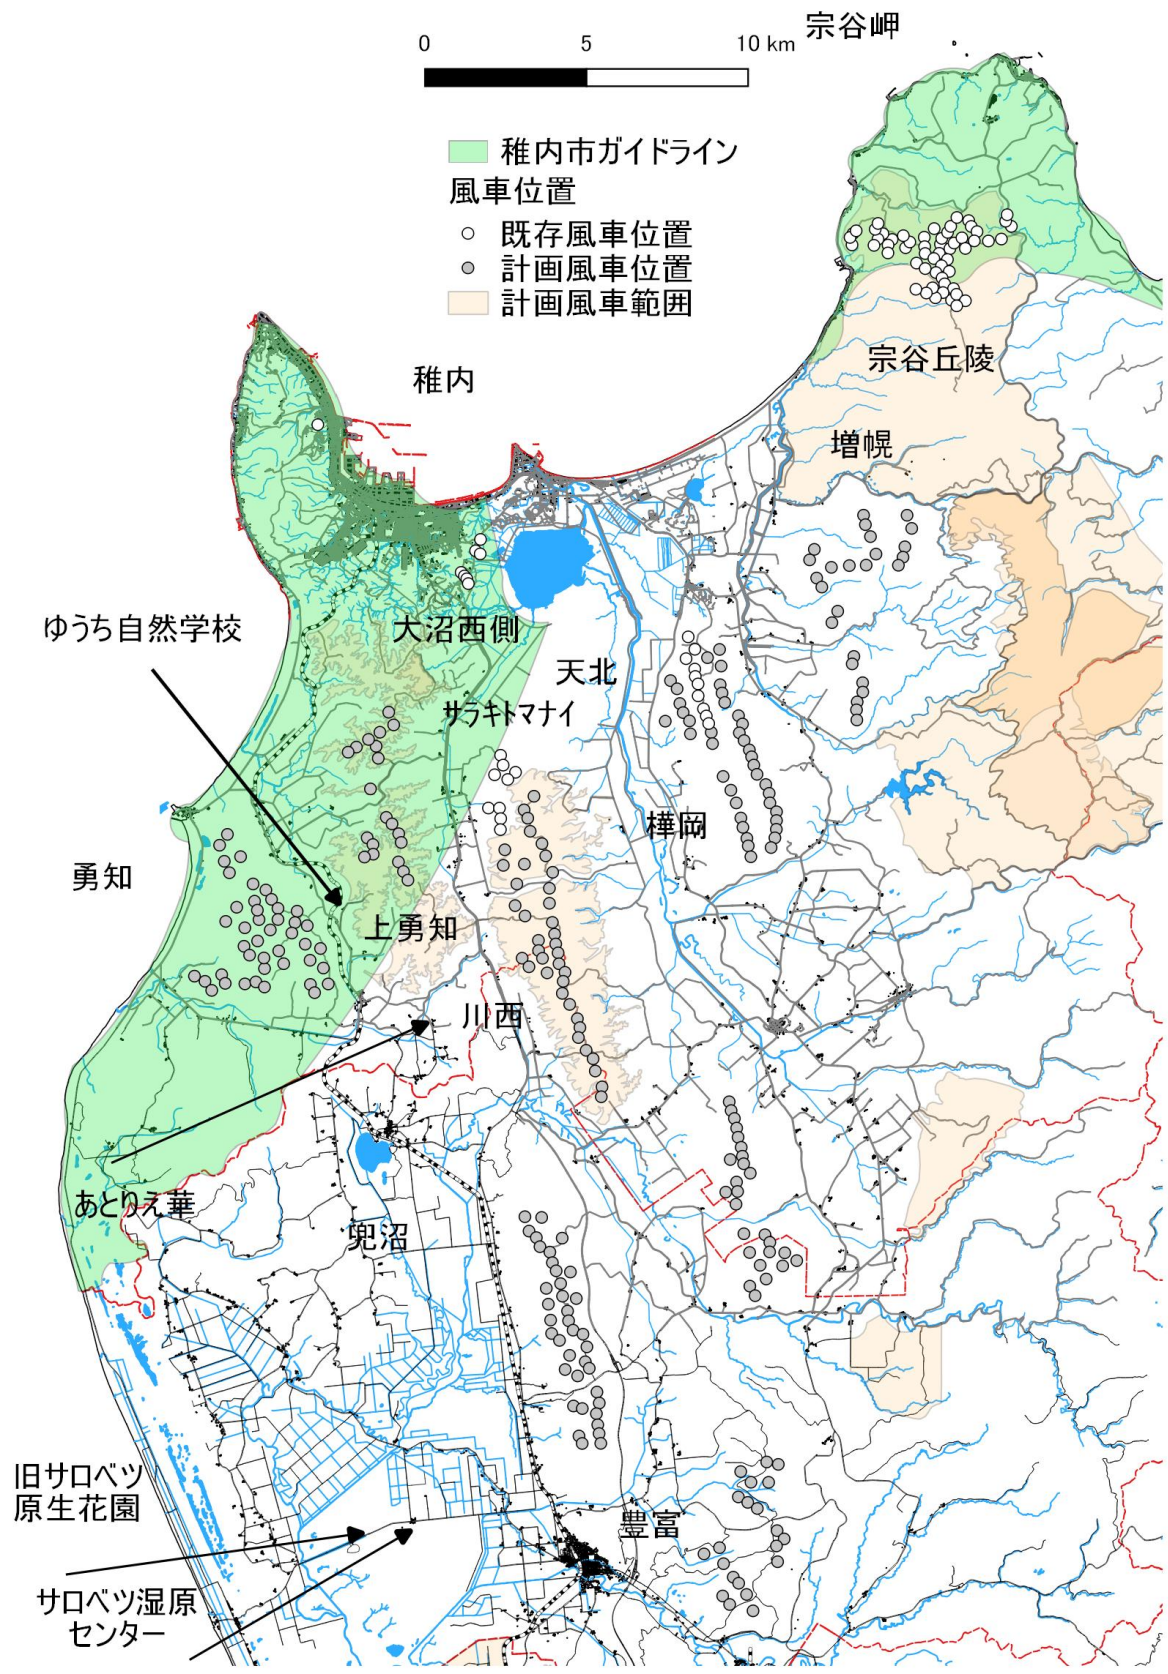 宗谷岬
0 5 10 km
稚内市ガイドライン
風車位置
既存風車位置
計画風車位置
計画風車範囲
宗谷丘陵
稚内
増幌
ゆうち自然学校
大沼西側
天北
サラキトマナイ
樺岡
勇知
上勇知
川西
あとりえ華
兜沼
旧サロベツ
原生花園
豊富
サロベツ湿原
センター